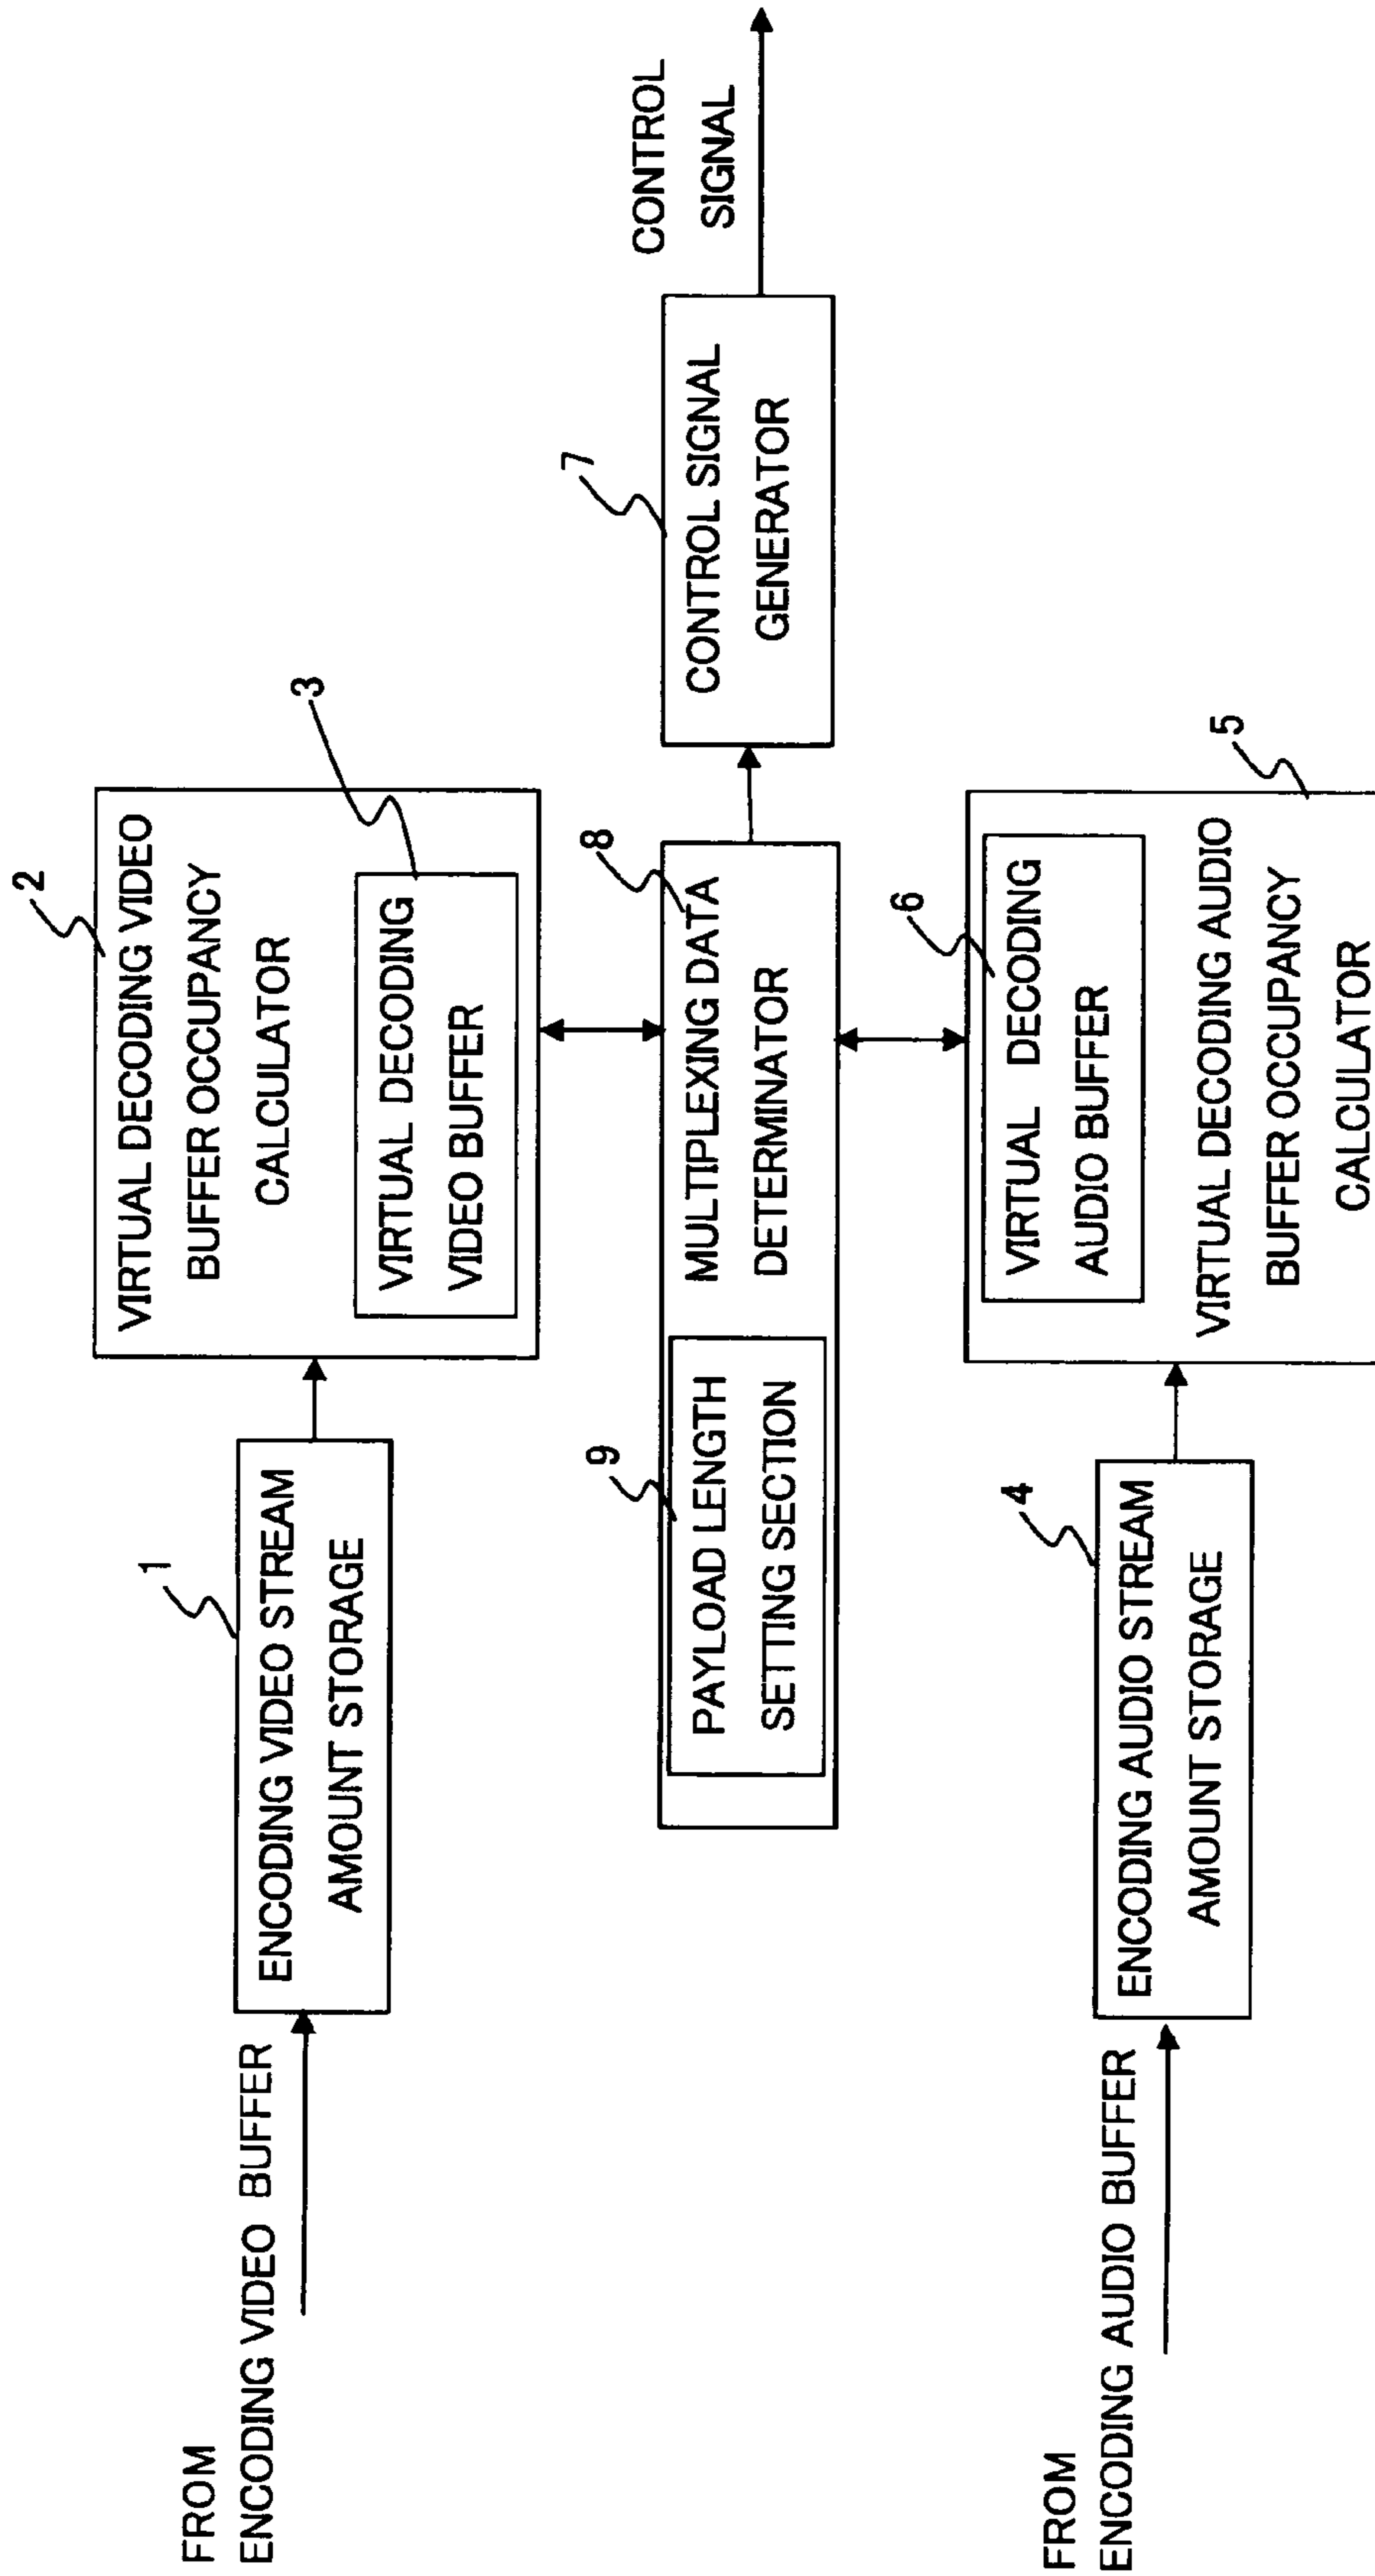 FROM
ENCODING VIDEO BUFFER
1
ENCODING VIDEO STREAM
AMOUNT STORAGE
2
VIRTUAL DECODING VIDEO
BUFFER OCCUPANCY
CALCULATOR
3
VIRTUAL DECODING
VIDEO BUFFER
9
PAYLOAD LENGTH
SETTING SECTION
8
MULTIPLEXING DATA
DETERMINATOR
7
CONTROL SIGNAL
GENERATOR
CONTROL
SIGNAL
FROM
ENCODING AUDIO BUFFER
4
ENCODING AUDIO STREAM
AMOUNT STORAGE
6
VIRTUAL DECODING
AUDIO BUFFER
5
VIRTUAL DECODING AUDIO
BUFFER OCCUPANCY
CALCULATOR